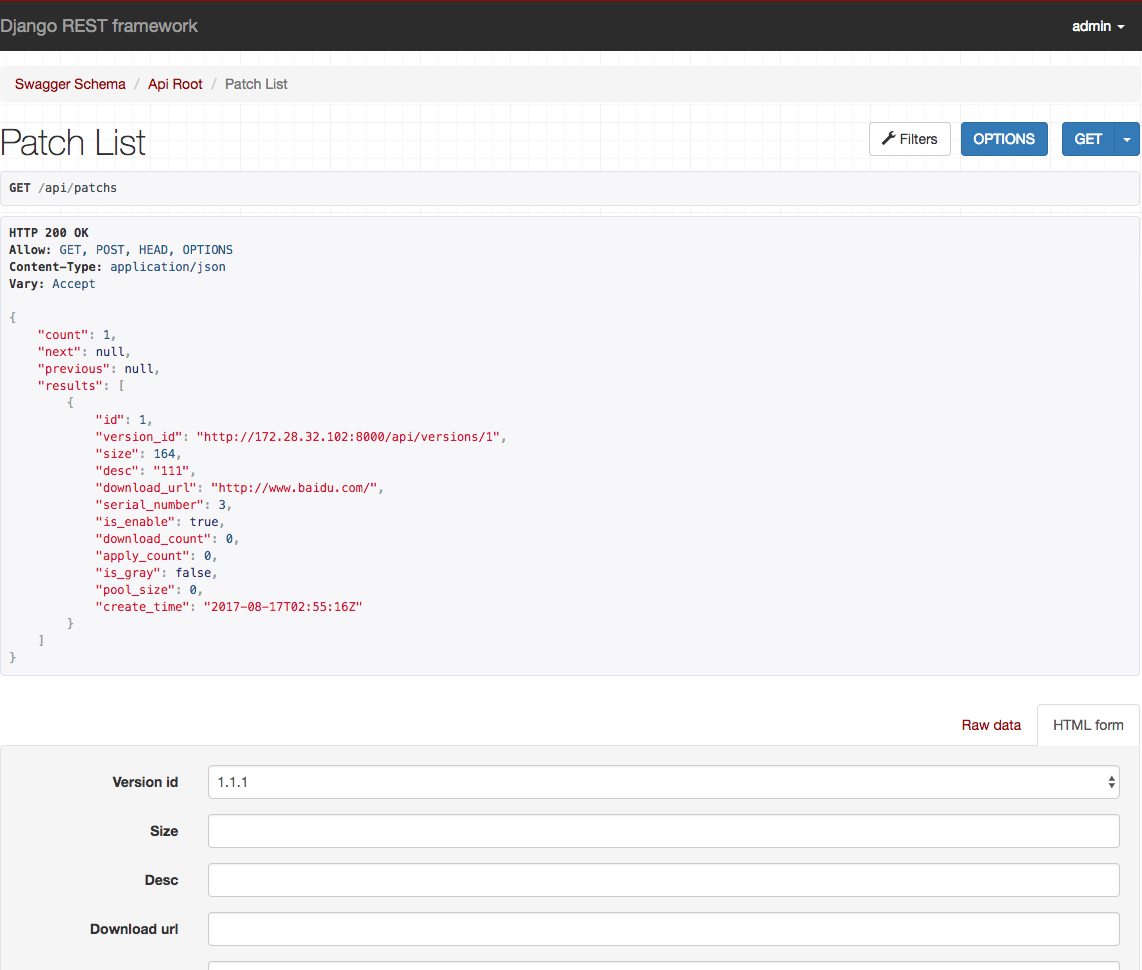 Django REST framework
admin
Swagger Schema / Api Root / Patch List
Patch List
Filters
OPTIONS
GET
GET /api/patchs
HTTP 200 OK
Allow: GET, POST, HEAD, OPTIONS
Content-Type: application/json
Vary: Accept
{
    "count": 1,
    "next": null,
    "previous": null,
    "results": [
        {
            "id": 1,
            "version_id": "http://172.28.32.102:8000/api/versions/1",
            "size": 164,
            "desc": "111",
            "download_url": "http://www.baidu.com/",
            "serial_number": 3,
            "is_enable": true,
            "download_count": 0,
            "apply_count": 0,
            "is_gray": false,
            "pool_size": 0,
            "create_time": "2017-08-17T02:55:16Z"
        }
    ]
}
Raw data
HTML form
Version id
1.1.1
Size
Desc
Download url